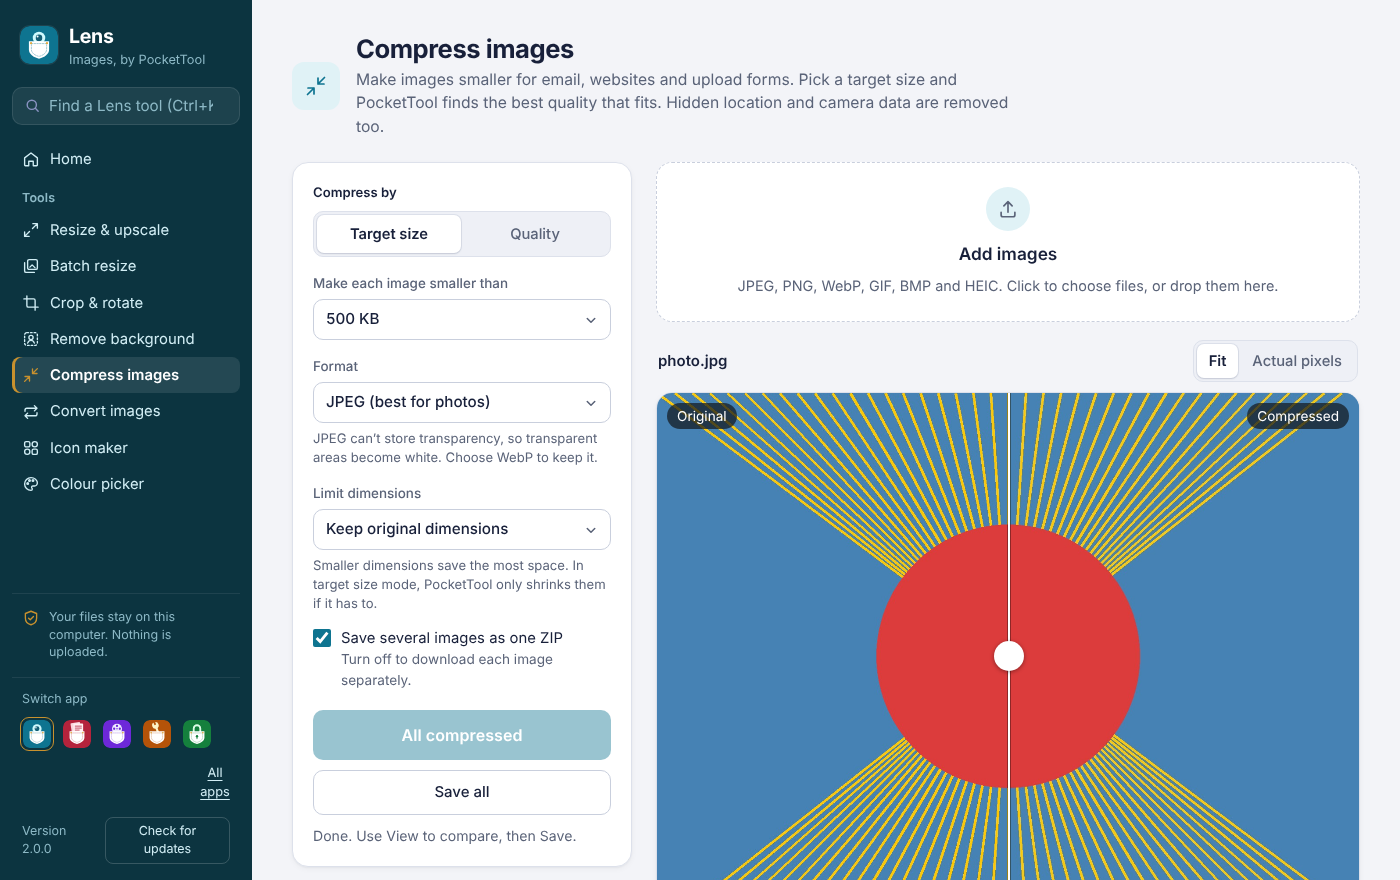 Lens
Images, by PocketTool
Find a Lens tool (Ctrl+
Home
Tools
Resize & upscale
Batch resize
Crop & rotate
Remove background
Compress images
Convert images
Icon maker
Colour picker
Your files stay on this
computer. Nothing is
uploaded.
Switch app
All
apps
Version
2.0.0
Check for
updates
Compress images
Make images smaller for email, websites and upload forms. Pick a target size and
PocketTool finds the best quality that fits. Hidden location and camera data are removed
too.
Compress by
Target size
Quality
Make each image smaller than
500 KB
Format
JPEG (best for photos)
JPEG can't store transparency, so transparent
areas become white. Choose WebP to keep it.
Limit dimensions
Keep original dimensions
Smaller dimensions save the most space. In
target size mode, PocketTool only shrinks them
if it has to.
Save several images as one ZIP
Turn off to download each image
separately.
All compressed
Save all
Done. Use View to compare, then Save.
Add images
JPEG, PNG, WebP, GIF, BMP and HEIC. Click to choose files, or drop them here.
photo.jpg
Fit
Actual pixels
Original
Compressed